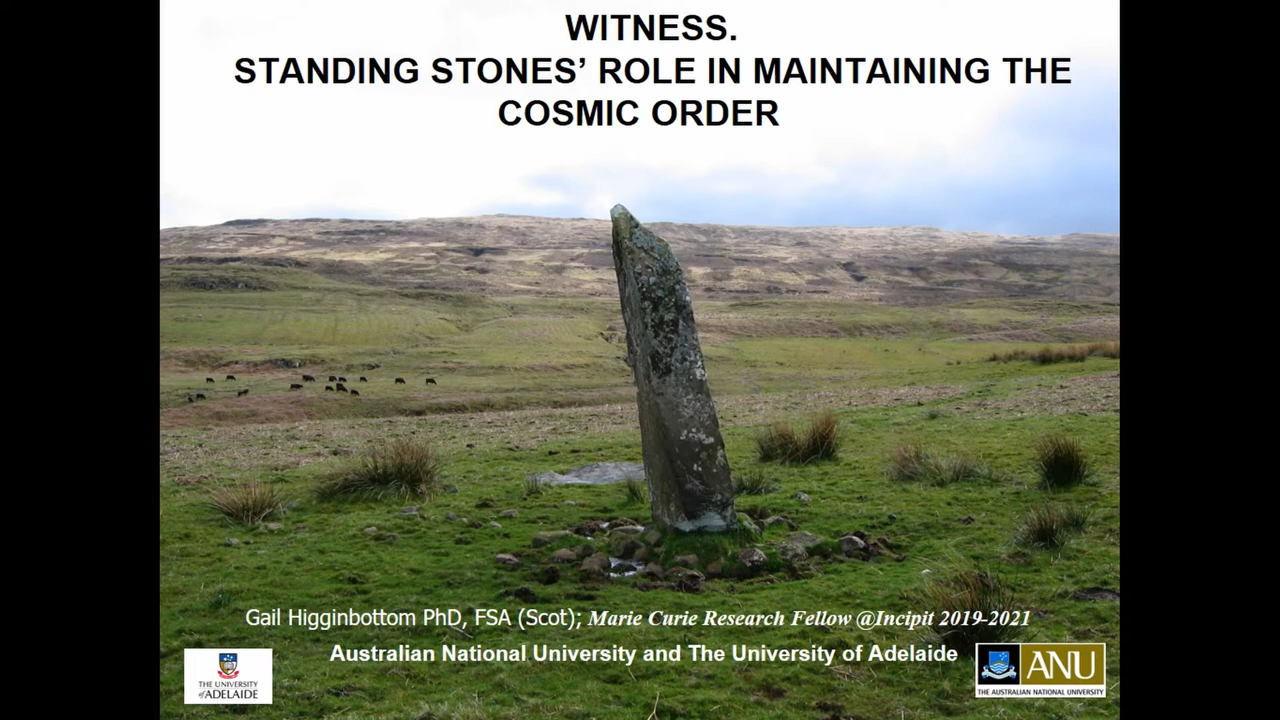 WITNESS.
STANDING STONES’ ROLE IN MAINTAINING THE
COSMIC ORDER
Gail Higginbottom PhD, FSA (Scot); Marie Curie Research Fellow @Incipit 2019-2021
Australian National University and The University of Adelaide
THE UNIVERSITY
of ADELAIDE
ANU
THE AUSTRALIAN NATIONAL UNIVERSITY